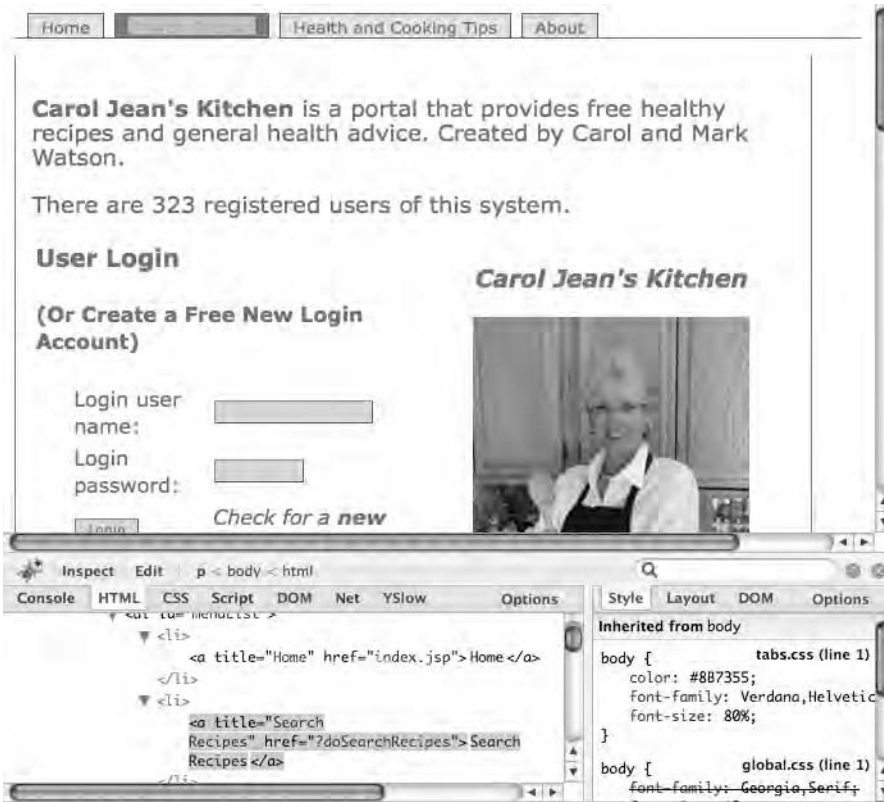 Home
Health and Cooking Tips
About
Carol Jean's Kitchen is a portal that provides free healthy
recipes and general health advice. Created by Carol and Mark
Watson.
There are 323 registered users of this system.
User Login
(Or Create a Free New Login
Account)
Login user
name:
Login
password:
Login
Check for a new
Carol Jean's Kitchen
Inspect Edit p < body < html
Console HTML CSS Script DOM Net YSlow Options
<ul id="menuList">
<li>
<a title="Home" href="index.jsp">Home</a>
</li>
<li>
<a title="Search
Recipes" href="?doSearchRecipes">Search
Recipes</a>
</li>
Style Layout DOM Options
Inherited from body
body { tabs.css (line 1)
color: #8B7355;
font-family: Verdana,Helvetic
font-size: 80%;
}
body { global.css (line 1)
font-family: Georgia,Serif;